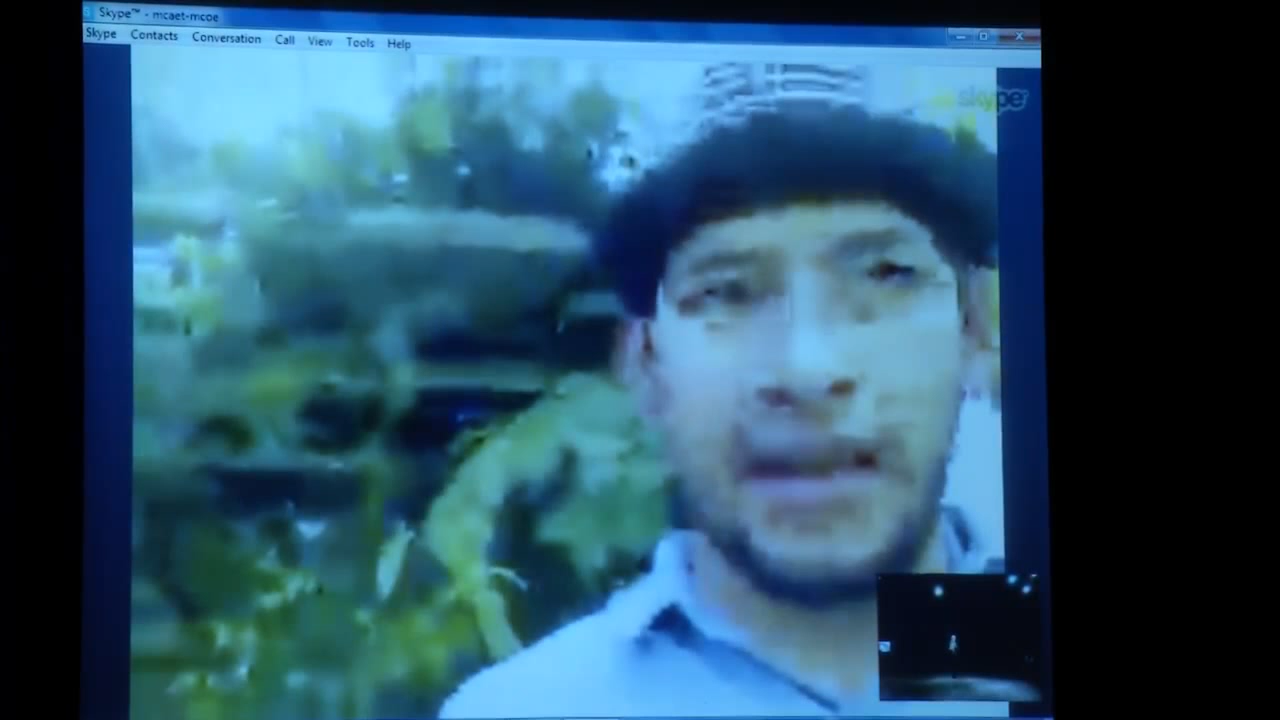 Skype™ - mcaet-mcoe
Skype Contacts Conversation Call View Tools Help
skype